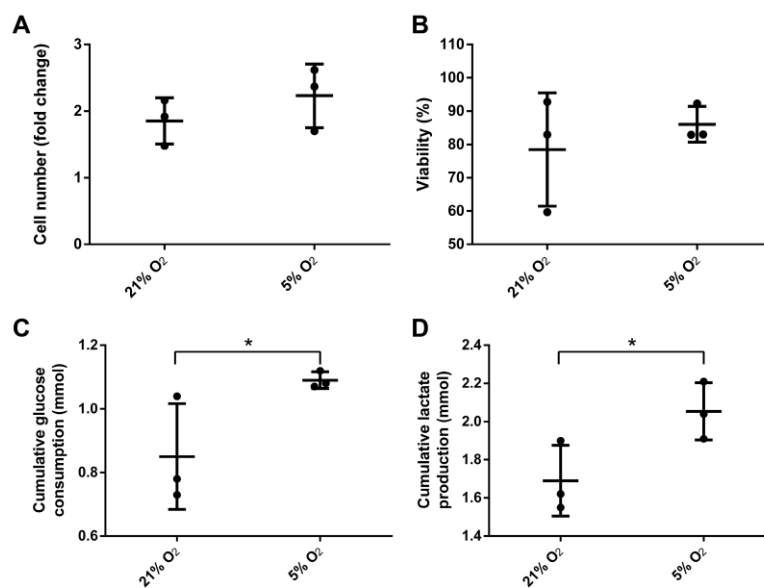 A
Cell number (fold change)
3
2
1
0
21% O2
5% O2
B
Viability (%)
110
100
90
80
70
60
50
21% O2
5% O2
C
Cumulative glucose
consumption (mmol)
1.2
1.0
0.8
0.6
*
21% O2
5% O2
D
Cumulative lactate
production (mmol)
2.4
2.2
2.0
1.8
1.6
1.4
*
21% O2
5% O2